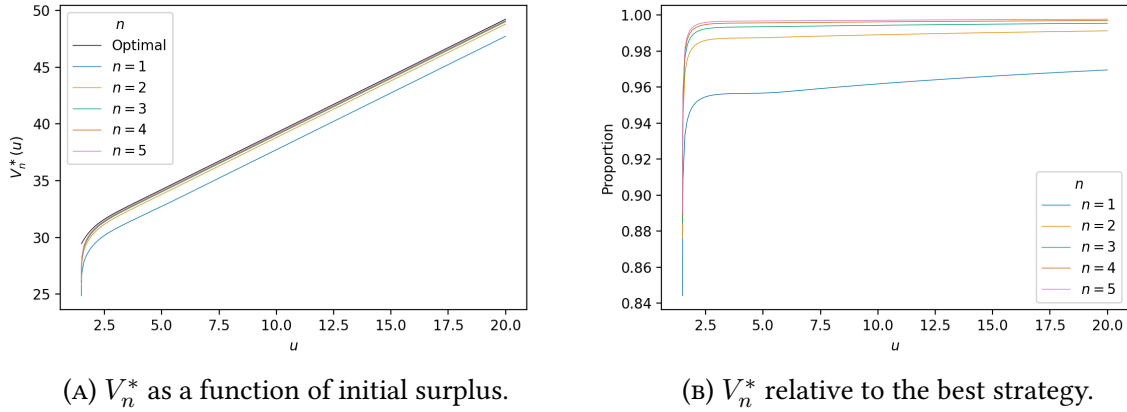 50
45
40
35
30
25
V_n^*(u)
n
Optimal
n = 1
n = 2
n = 3
n = 4
n = 5
2.5 5.0 7.5 10.0 12.5 15.0 17.5 20.0
u
(A) V_n^* as a function of initial surplus.
1.00
0.98
0.96
0.94
0.92
0.90
0.88
0.86
0.84
Proportion
n
n = 1
n = 2
n = 3
n = 4
n = 5
2.5 5.0 7.5 10.0 12.5 15.0 17.5 20.0
u
(B) V_n^* relative to the best strategy.